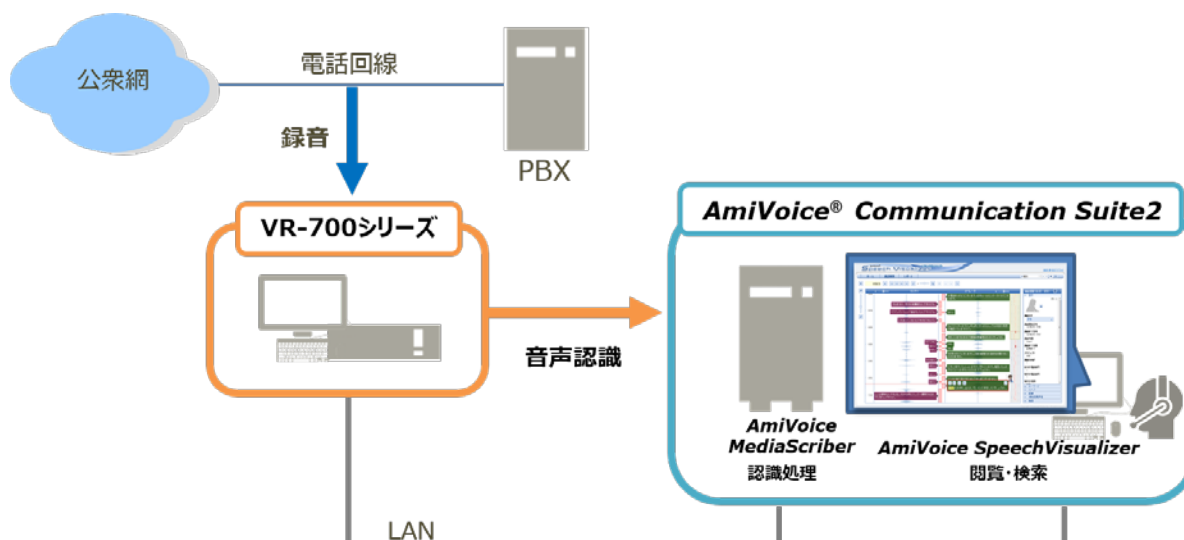 公衆網
電話回線
録音
PBX
VR-700シリーズ
音声認識
AmiVoice® Communication Suite2
AmiVoice
MediaScriber
認識処理
AmiVoice SpeechVisualizer
閲覧・検索
LAN